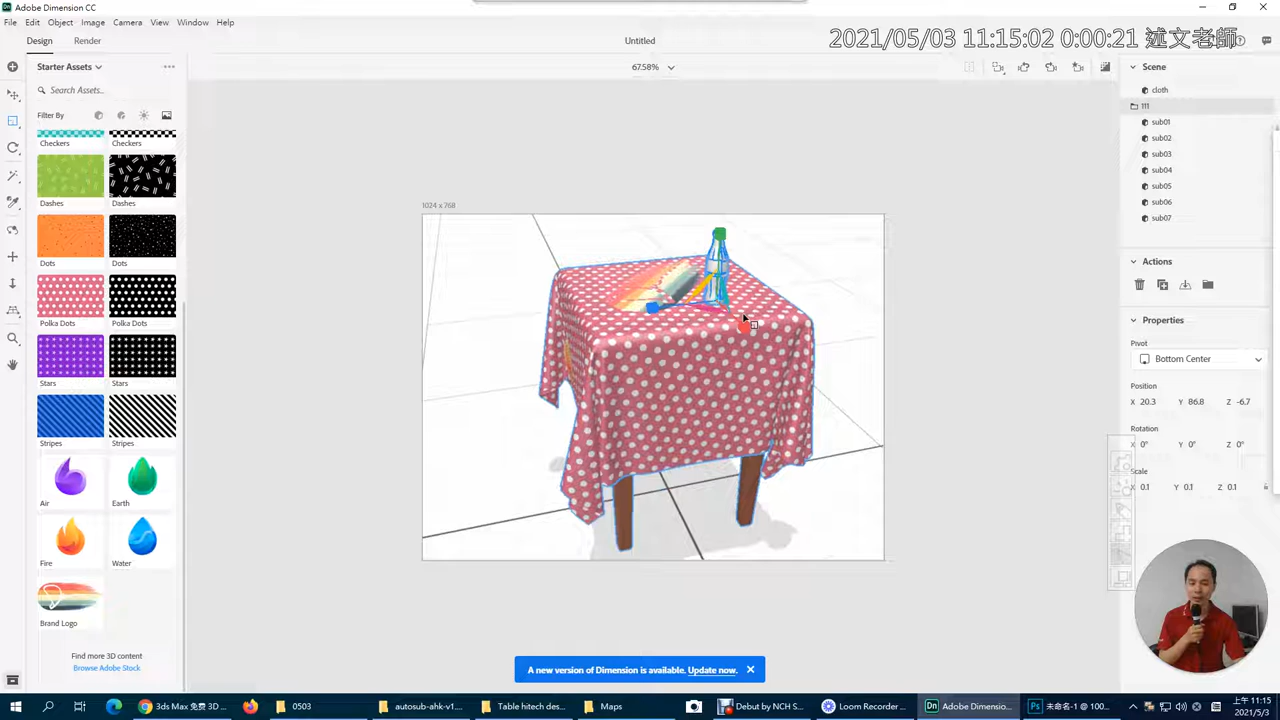 Adobe Dimension CC
File Edit Object Image Camera View Window Help
Design Render
Untitled
2021/05/03 11:15:02 0:00:21 述文老師
Starter Assets
67.58%
Scene
Search Assets...
cloth
111
Filter By
sub01
sub02
sub03
sub04
sub05
sub06
sub07
Checkers Checkers
Dashes Dashes
Dots Dots
Polka Dots Polka Dots
Stars Stars
Stripes Stripes
Air Earth
Fire Water
Brand Logo
Find more 3D content
Browse Adobe Stock
1024 x 768
Actions
Properties
Pivot
Bottom Center
Position
X 20.3 Y 86.8 Z -6.7
Rotation
X 0° Y 0° Z 0°
Scale
X 0.1 Y 0.1 Z 0.1
A new version of Dimension is available. Update now.
3ds Max 免費 3D ...
0503
autosub-ahk-v1...
Table hitech des ...
Maps
Debut by NCH S...
Loom Recorder ...
Adobe Dimensio...
未命名-1 @ 100...
上午 11:15
2021/5/3